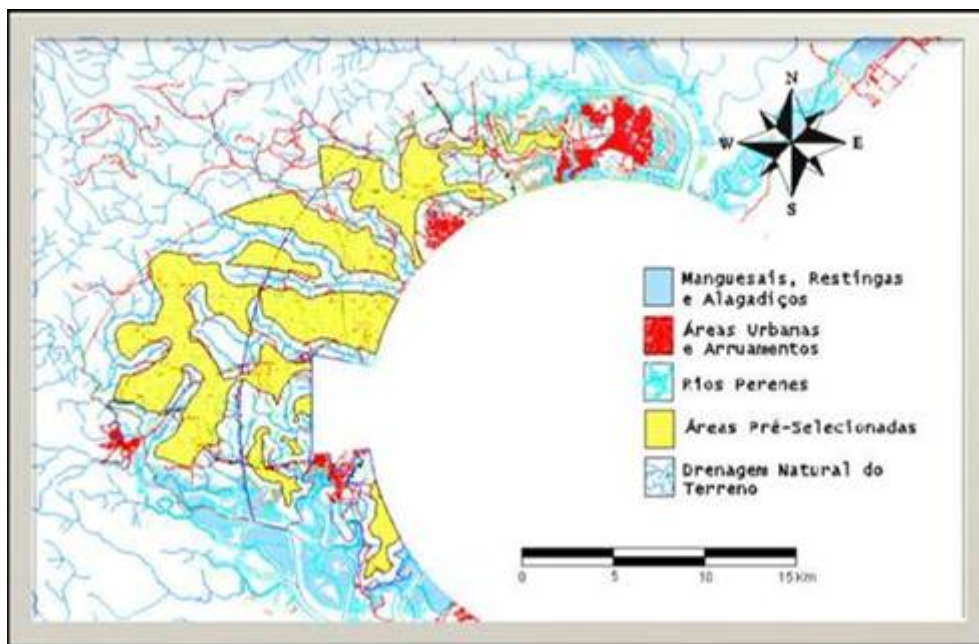 N
W E
S
Manguesais, Restingas
e Alagadiços
Áreas Urbanas
e Arruamentos
Rios Perenes
Áreas Pré-Selecionadas
Drenagem Natural do
Terreno
0 5 10 15 Km